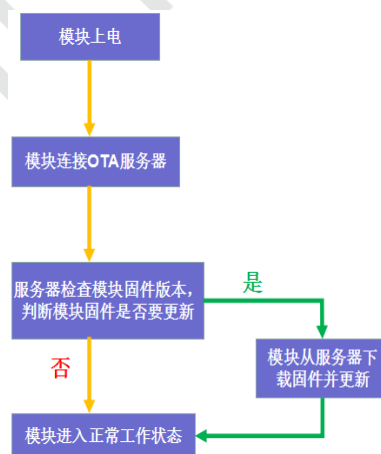 模块上电
模块连接OTA服务器
服务器检查模块固件版本,
判断模块固件是否要更新
是
模块从服务器下
载固件并更新
否
模块进入正常工作状态